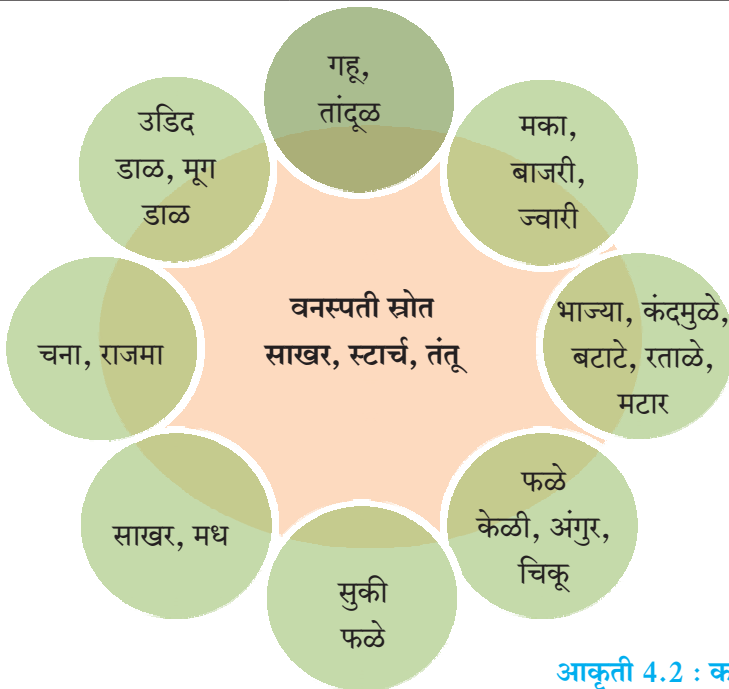 गहू,
तांदूळ
उडिद
डाळ, मूग
डाळ
मका,
बाजरी,
ज्वारी
वनस्पती स्रोत
साखर, स्टार्च, तंतू
चना, राजमा
भाज्या, कंदमुळे,
बटाटे, रताळे,
मटार
साखर, मध
फळे
केळी, अंगुर,
चिकू
सुकी
फळे
आकृती 4.2 :